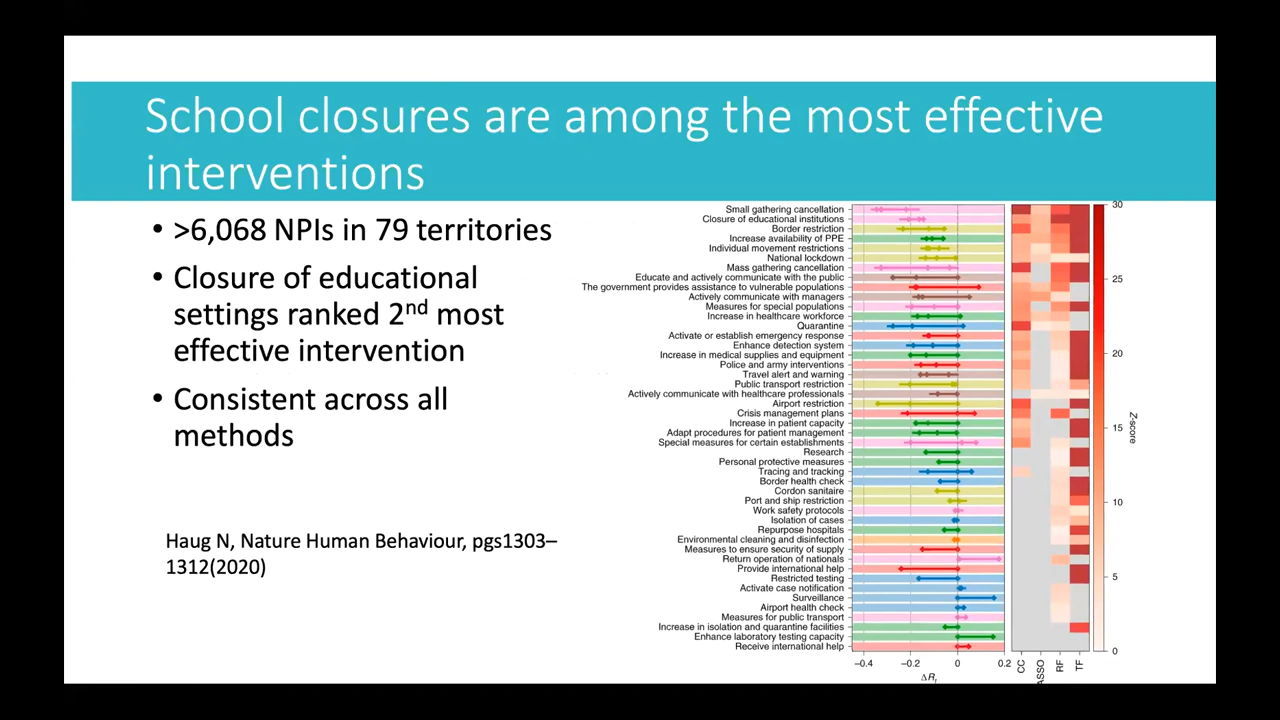 School closures are among the most effective
interventions
• >6,068 NPIs in 79 territories
• Closure of educational
settings ranked 2nd most
effective intervention
• Consistent across all
methods
Haug N, Nature Human Behaviour, pgs1303–
1312(2020)
Small gathering cancellation
Closure of educational institutions
Border restriction
Increase availability of PPE
Individual movement restrictions
National lockdown
Mass gathering cancellation
Educate and actively communicate with the public
The government provides assistance to vulnerable populations
Actively communicate with managers
Measures for special populations
Increase in healthcare workforce
Quarantine
Activate or establish emergency response
Enhance detection system
Increase in medical supplies and equipment
Police and army interventions
Travel alert and warning
Public transport restriction
Actively communicate with healthcare professionals
Airport restriction
Crisis management plans
Increase in patient capacity
Adapt procedures for patient management
Special measures for certain establishments
Research
Personal protective measures
Tracing and tracking
Border health check
Cordon sanitaire
Port and ship restriction
Work safety protocols
Isolation of cases
Repurpose hospitals
Environmental cleaning and disinfection
Measures to ensure security of supply
Return operation of nationals
Provide international help
Restricted testing
Activate case notification
Surveillance
Airport health check
Measures for public transport
Increase in isolation and quarantine facilities
Enhance laboratory testing capacity
Receive international help
−0.4 −0.2 0 0.2
ΔRt
CC ASSO RF TF
30
25
20
15
10
5
0
Z-score